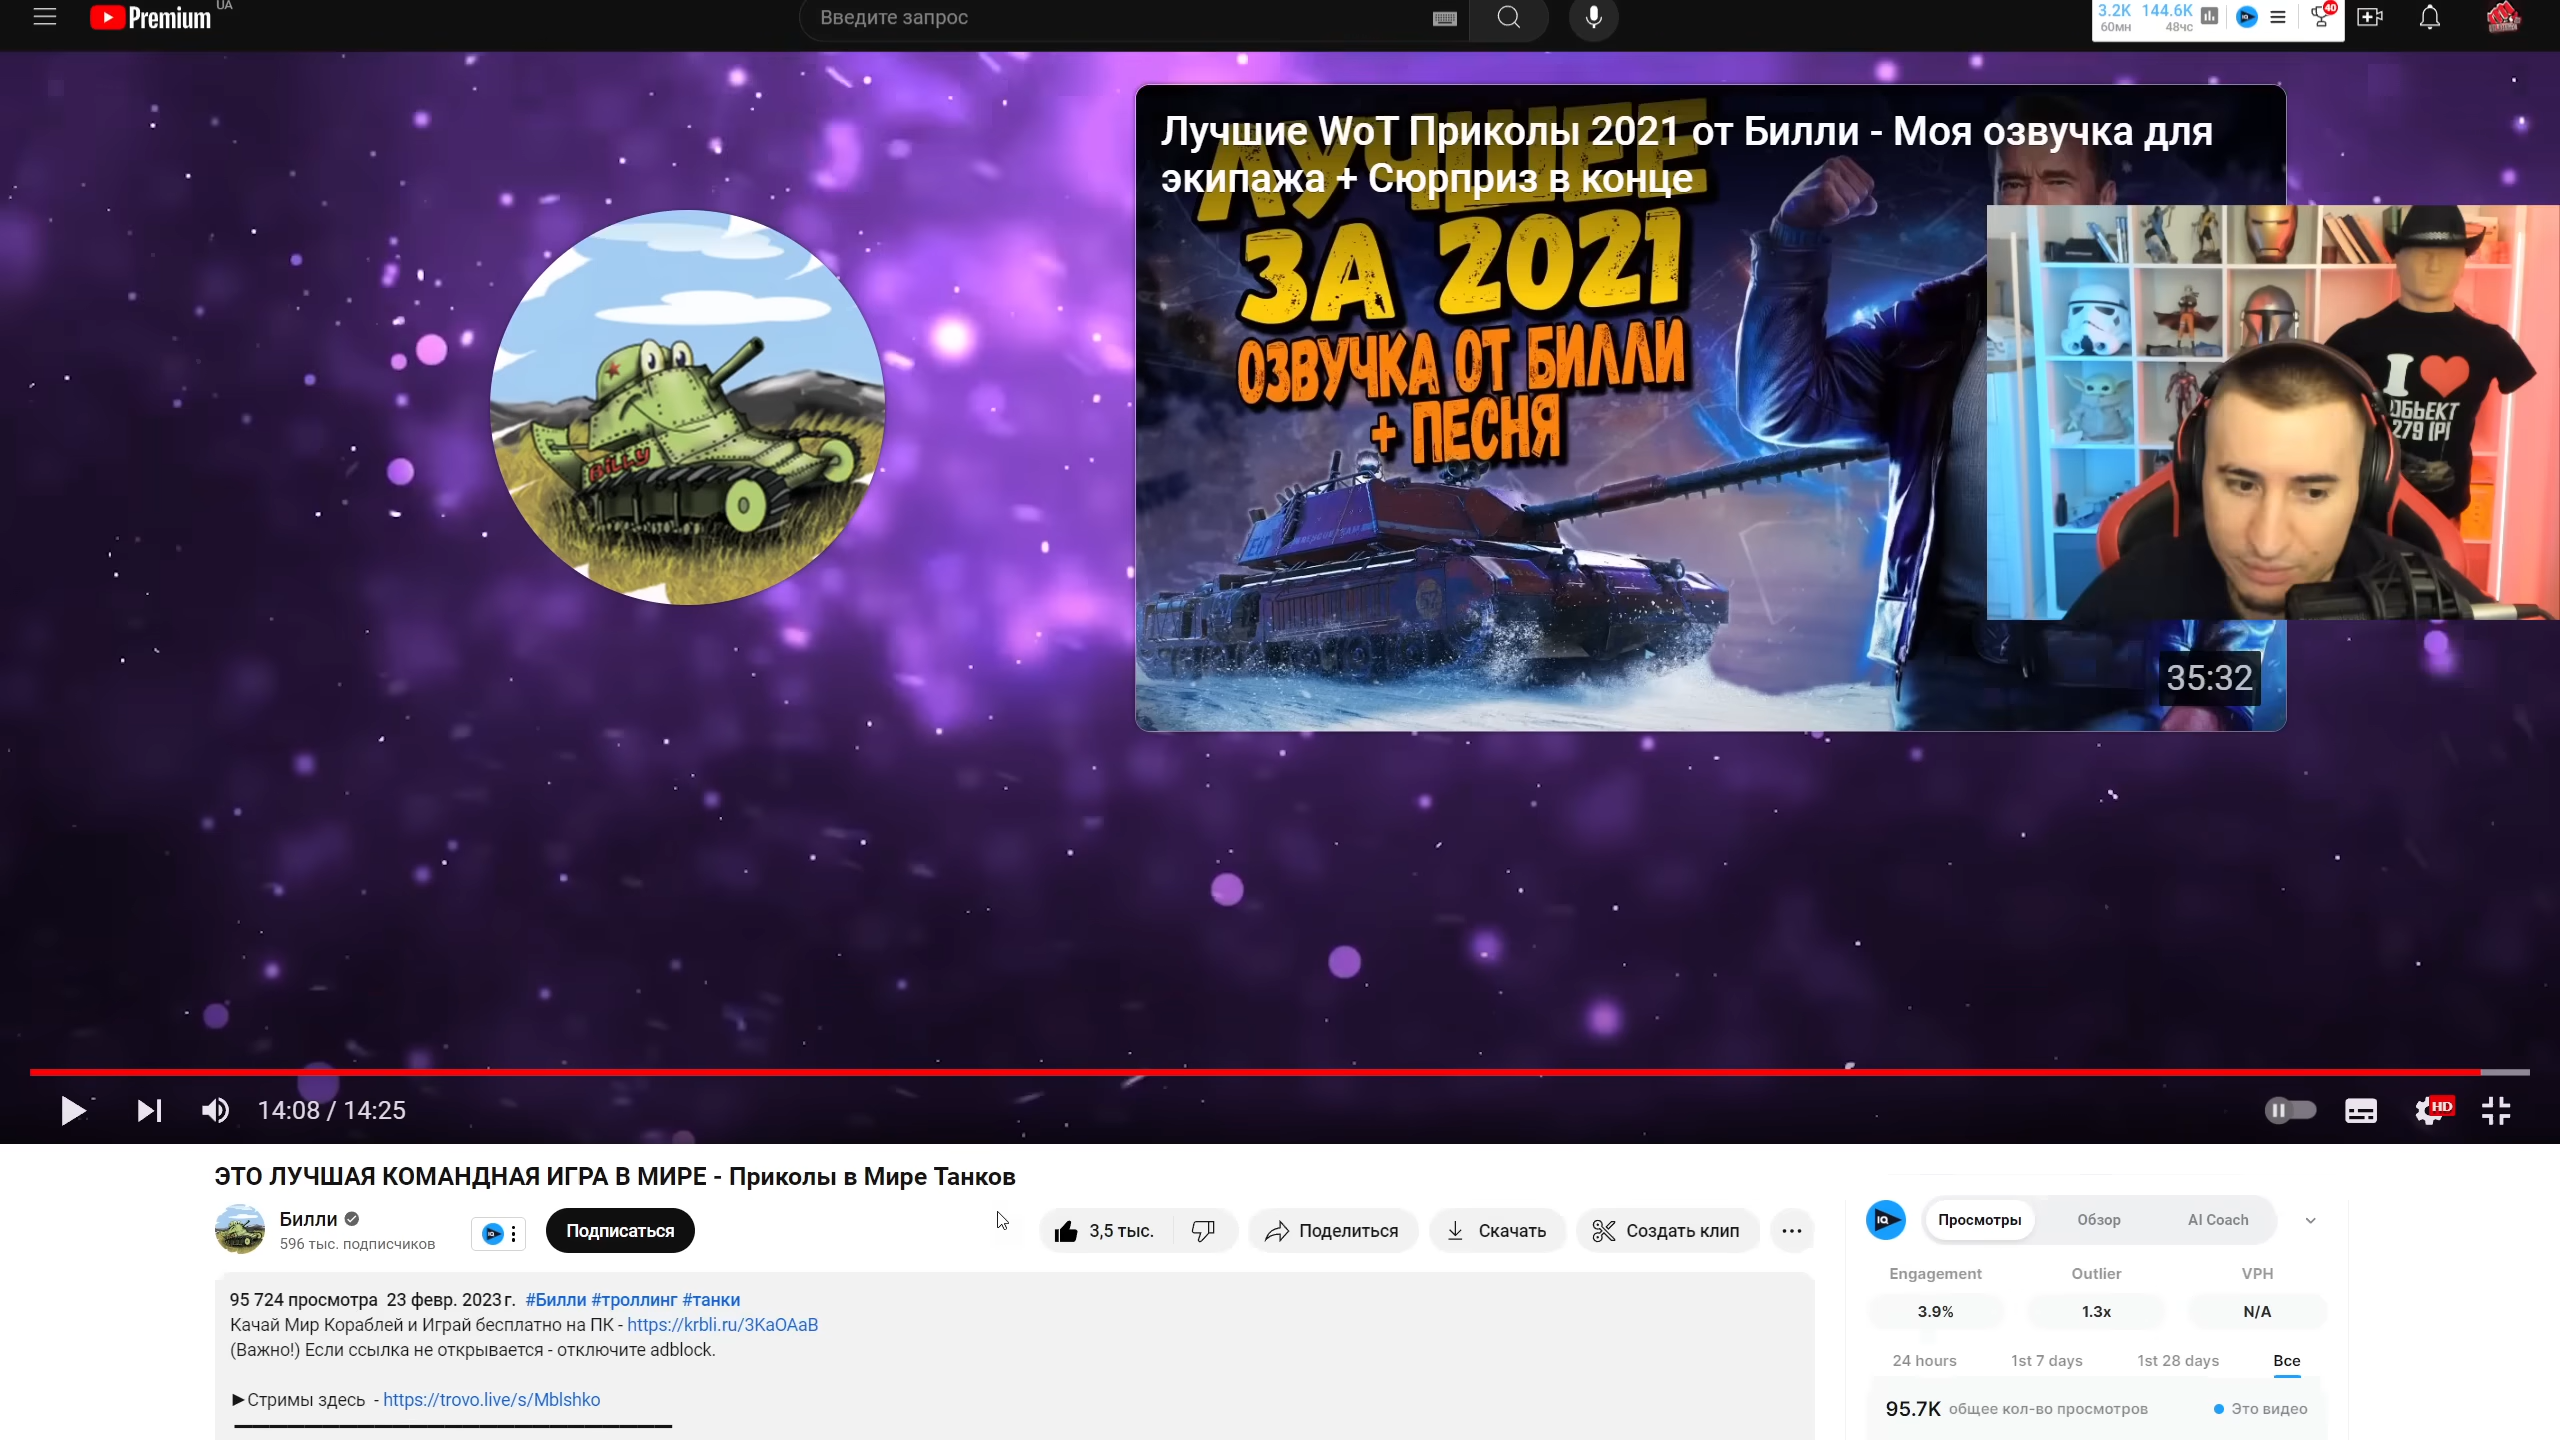 Premium
UA
Введите запрос
3.2K 144.6K
60мн 48чс
40
Лучшие WoT Приколы 2021 от Билли - Моя озвучка для
экипажа + Сюрприз в конце
ЛУЧШЕЕ
ЗА 2021
ОЗВУЧКА ОТ БИЛЛИ
+ ПЕСНЯ
BILLY
I
ОБЬЕКТ
279 (Р)
35:32
14:08 / 14:25
HD
ЭТО ЛУЧШАЯ КОМАНДНАЯ ИГРА В МИРЕ - Приколы в Мире Танков
Билли
596 тыс. подписчиков
IQ
Подписаться
3,5 тыс.
Поделиться
Скачать
Создать клип
95 724 просмотра 23 февр. 2023 г. #Билли #троллинг #танки
Качай Мир Кораблей и Играй бесплатно на ПК - https://krbli.ru/3KaOAaB
(Важно!) Если ссылка не открывается - отключите adblock.
►Стримы здесь - https://trovo.live/s/Mblshko
IQ
Просмотры Обзор AI Coach
Engagement Outlier VPH
3.9% 1.3x N/A
24 hours 1st 7 days 1st 28 days Все
95.7K общее кол-во просмотров Это видео